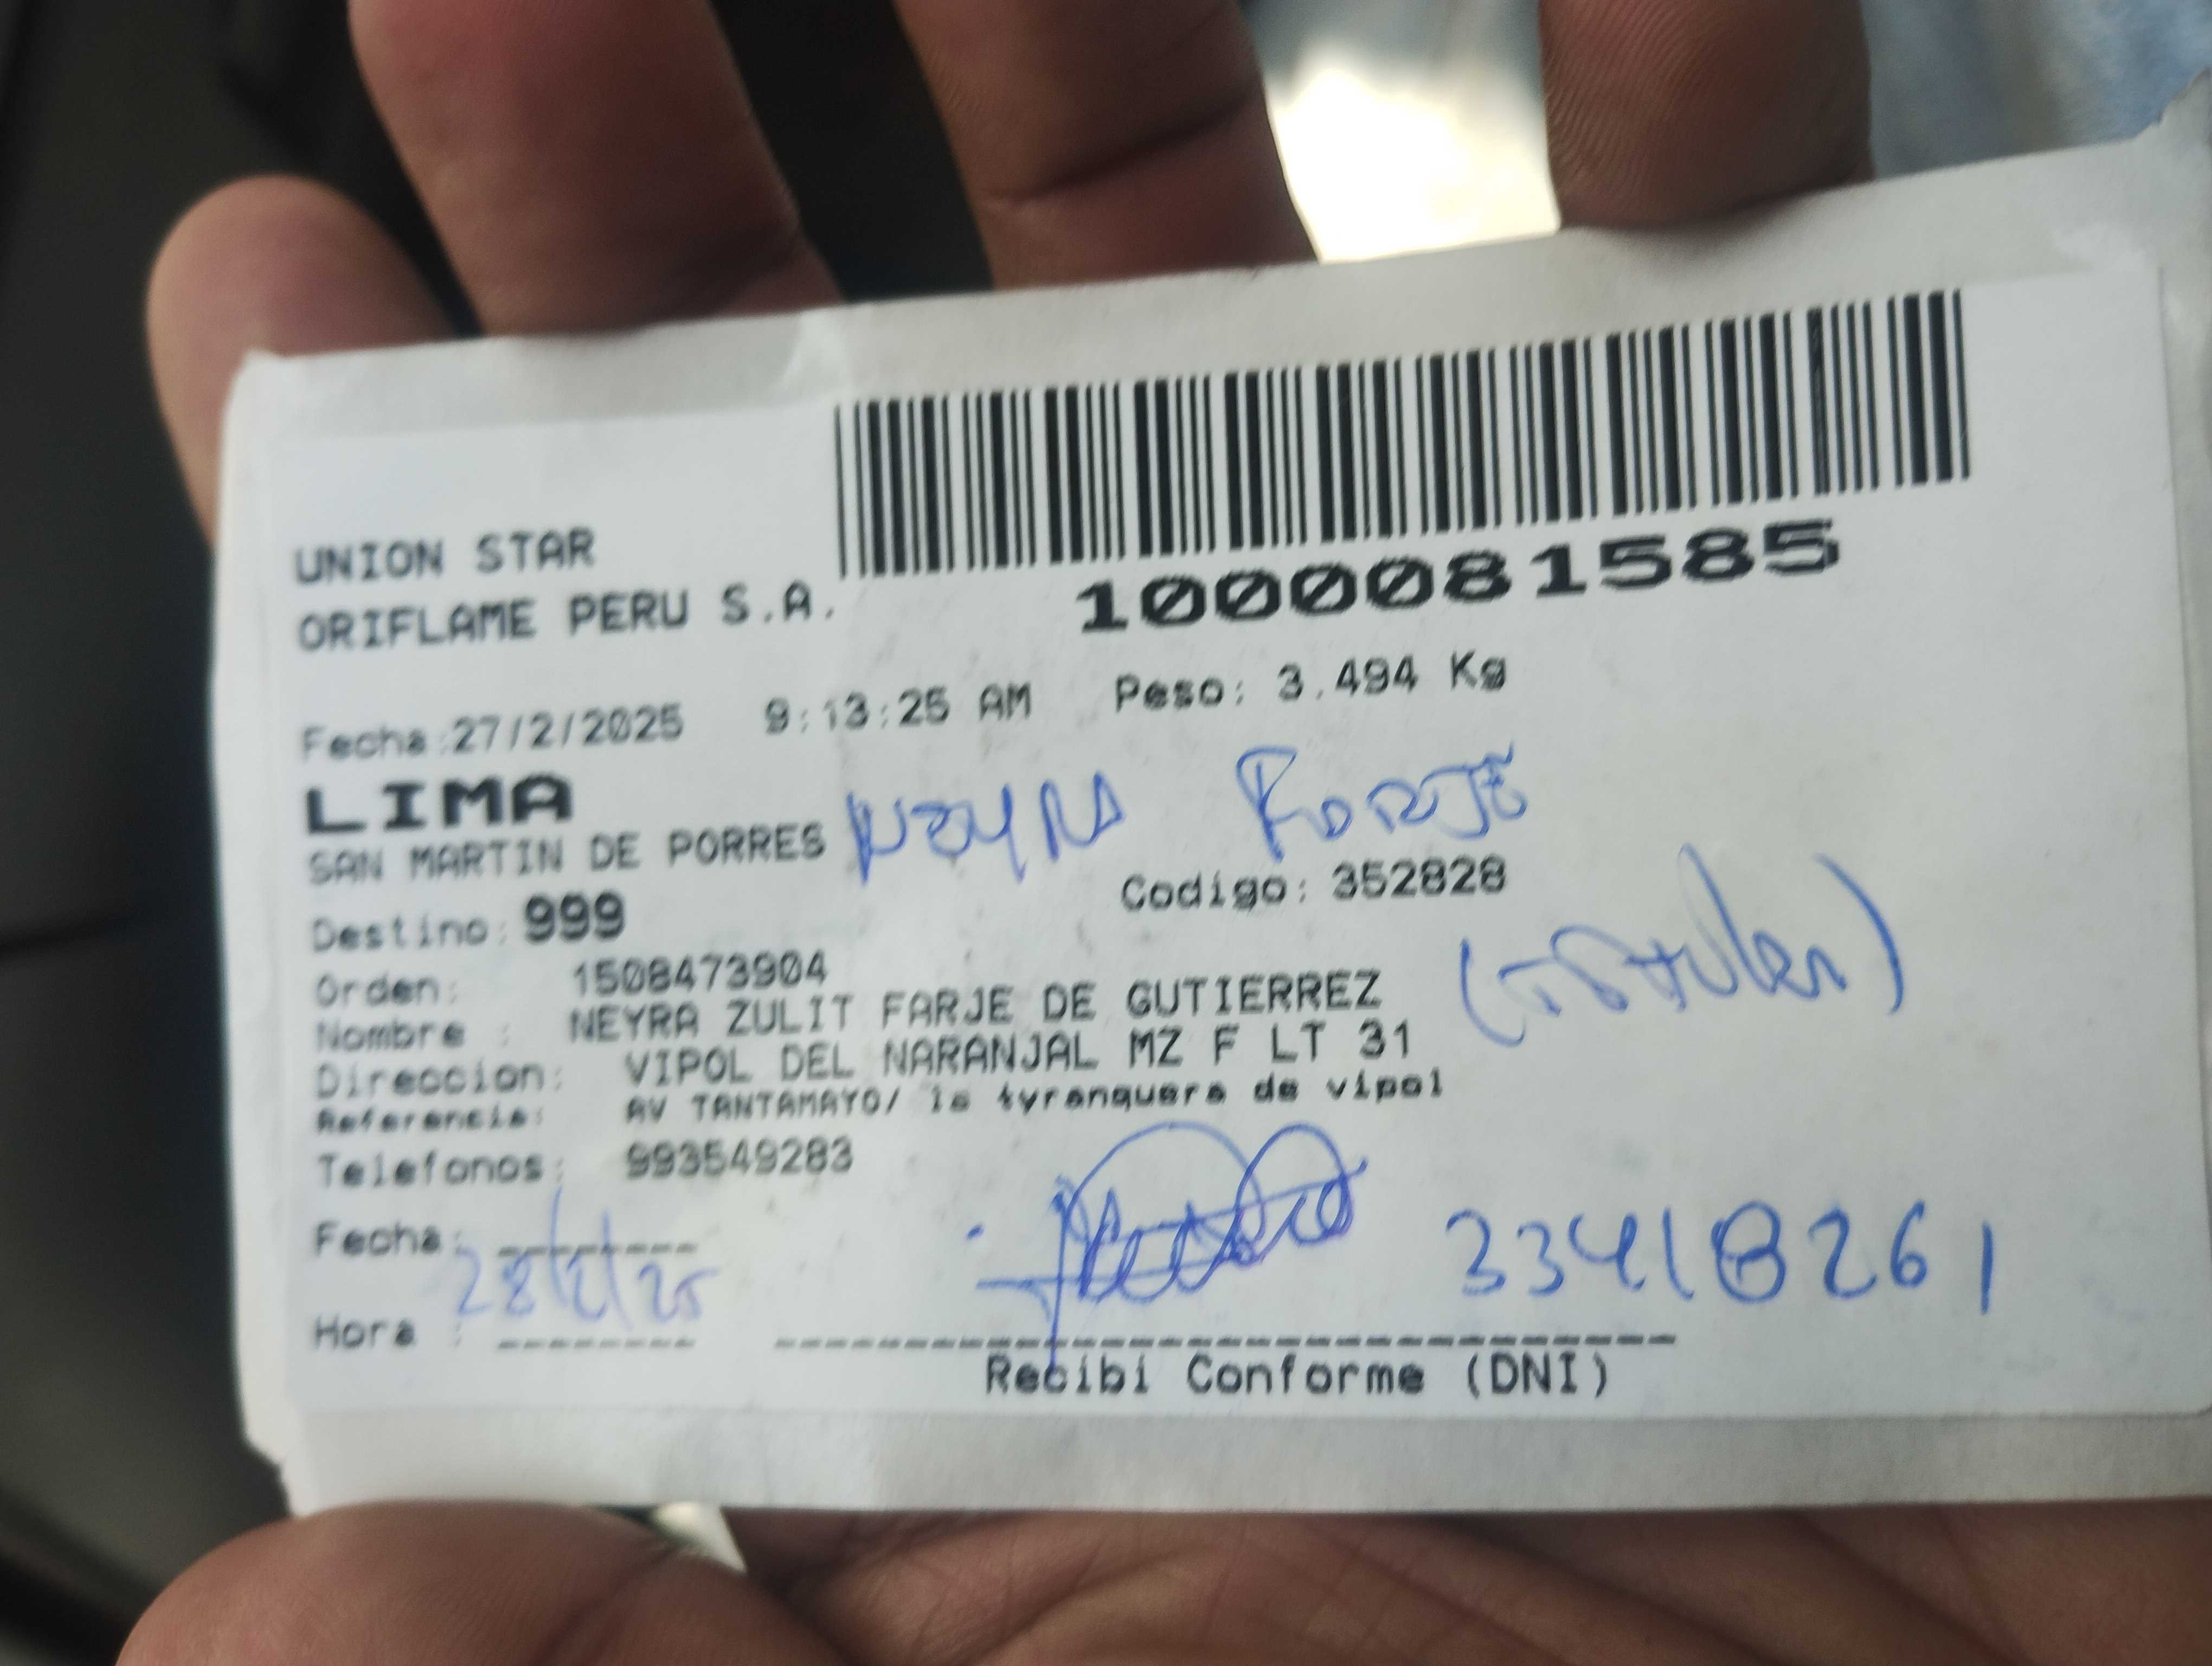 UNION STAR
ORIFLAME PERU S.A.
1000081585
Fecha:27/2/2025 9:13:25 AM Peso: 3.494 Kg
LIMA
SAN MARTIN DE PORRES
Destino: 999 Codigo: 352828
Orden: 1508473904
Nombre : NEYRA ZULIT FARJE DE GUTIERREZ
(titular)
Direccion: VIPOL DEL NARANJAL MZ F LT 31
Referencia: AV TANTAMAYO/ la tyranquera de vipol
Telefonos: 993549283
Fecha: 28/2/25
33418261
Hora :
Recibi Conforme (DNI)